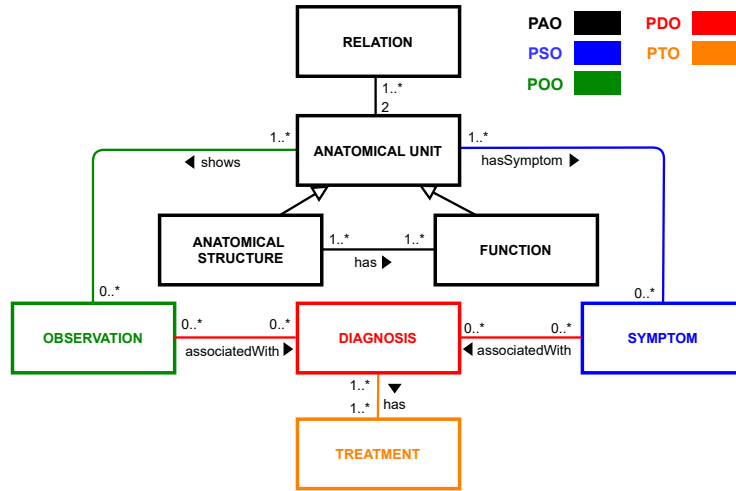 RELATION
PAO
PDO
PSO
PTO
POO
1..*
2
1..*
ANATOMICAL UNIT
1..*
shows
hasSymptom
ANATOMICAL
STRUCTURE
1..*
1..*
FUNCTION
has
0..*
0..*
OBSERVATION
0..*
0..*
DIAGNOSIS
0..*
0..*
SYMPTOM
associatedWith
associatedWith
1..*
has
1..*
TREATMENT